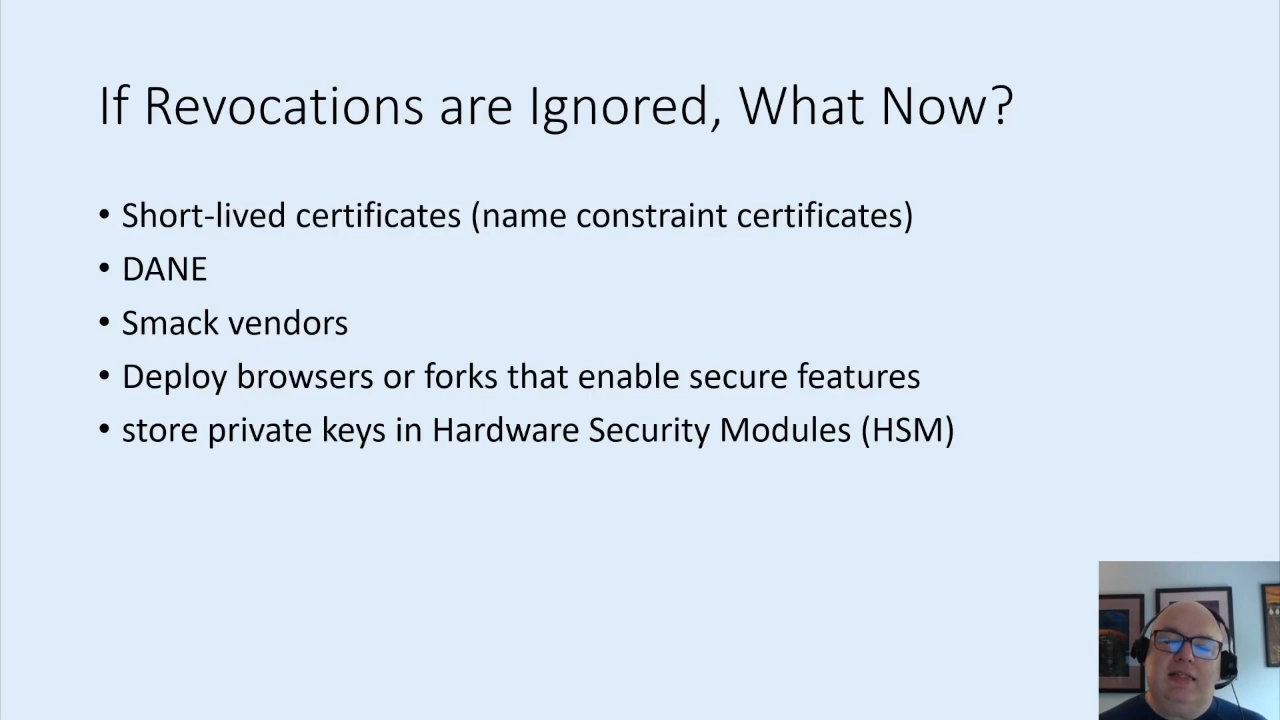 If Revocations are Ignored, What Now?
• Short-lived certificates (name constraint certificates)
• DANE
• Smack vendors
• Deploy browsers or forks that enable secure features
• store private keys in Hardware Security Modules (HSM)